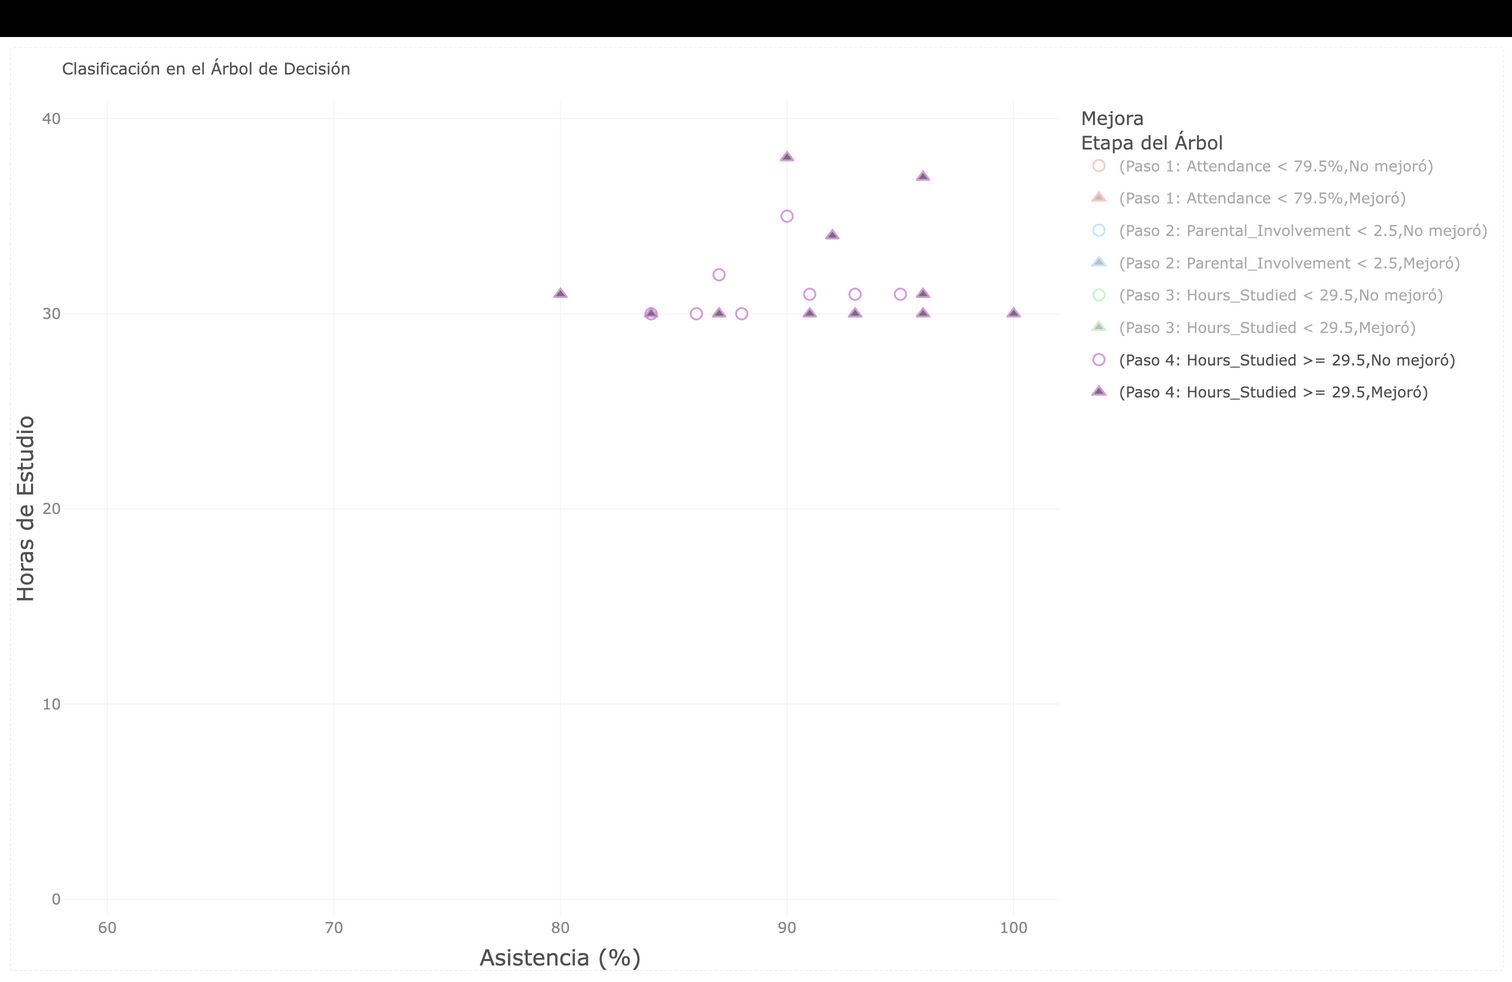 Clasificación en el Árbol de Decisión
Mejora
Etapa del Árbol
(Paso 1: Attendance < 79.5%,No mejoró)
(Paso 1: Attendance < 79.5%,Mejoró)
(Paso 2: Parental_Involvement < 2.5,No mejoró)
(Paso 2: Parental_Involvement < 2.5,Mejoró)
(Paso 3: Hours_Studied < 29.5,No mejoró)
(Paso 3: Hours_Studied < 29.5,Mejoró)
(Paso 4: Hours_Studied >= 29.5,No mejoró)
(Paso 4: Hours_Studied >= 29.5,Mejoró)
Horas de Estudio
40
30
20
10
0
60
70
80
90
100
Asistencia (%)